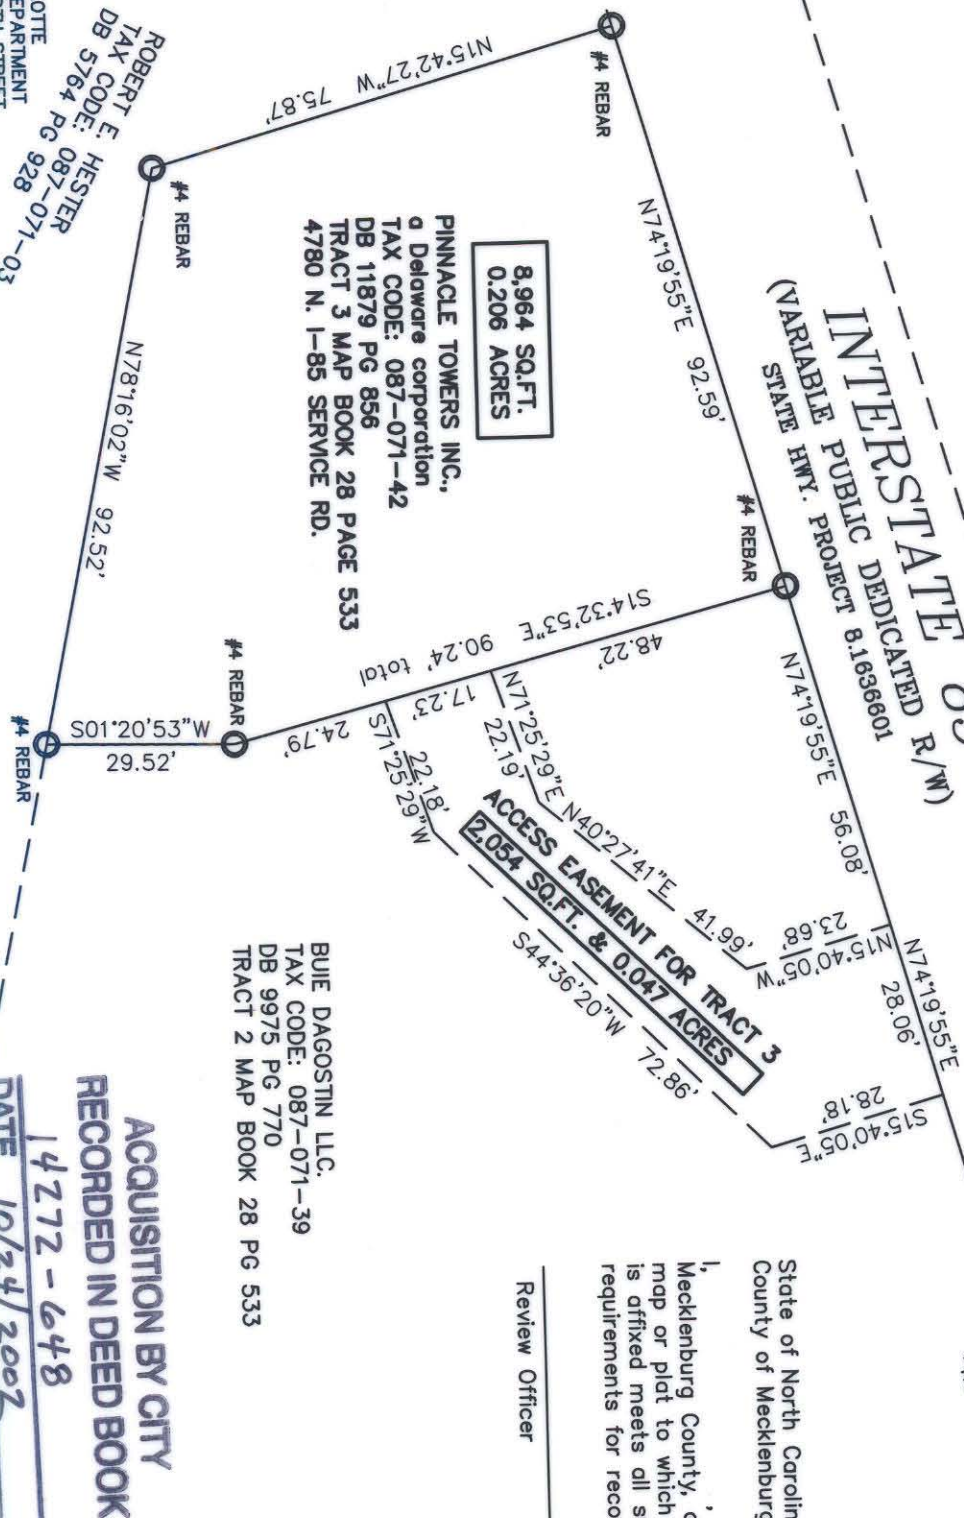 INTERSTATE 85
(VARIABLE PUBLIC DEDICATED R/W)
STATE HWY. PROJECT 8.1636601
N74°19'55"E 92.59'
N74°19'55"E 56.08'
N74°19'55"E
28.06'
#4 REBAR
#4 REBAR
N15°42'27"W 75.87'
#4 REBAR
8,964 SQ.FT.
0.206 ACRES
PINNACLE TOWERS INC.,
a Delaware corporation
TAX CODE: 087-071-42
DB 11879 PG 856
TRACT 3 MAP BOOK 28 PAGE 533
4780 N. I-85 SERVICE RD.
S14°32'53"E 90.24' total
48.22'
17.23'
24.79'
N71°25'29"E
22.19'
22.18'
S71°25'29"W
N40°27'41"E 41.99'
N15°40'05"W
23.68'
ACCESS EASEMENT FOR TRACT 3
2,054 SQ.FT. & 0.047 ACRES
S44°36'20"W 72.86'
S15°40'05"E
28.18'
#4 REBAR
S01°20'53"W
29.52'
#4 REBAR
N78°16'02"W 92.52'
ROBERT E. HESTER
TAX CODE: 087-071-03
DB 5764 PG 928
OTTE
EPARTMENT
BUIE DAGOSTIN LLC.
TAX CODE: 087-071-39
DB 9975 PG 770
TRACT 2 MAP BOOK 28 PG 533
State of North Carolin
County of Mecklenburg
I,
Mecklenburg County,
map or plat to which
is affixed meets all s
requirements for reco
Review Officer
ACQUISITION BY CITY
RECORDED IN DEED BOOK
14272-648
DATE 10/24/2002